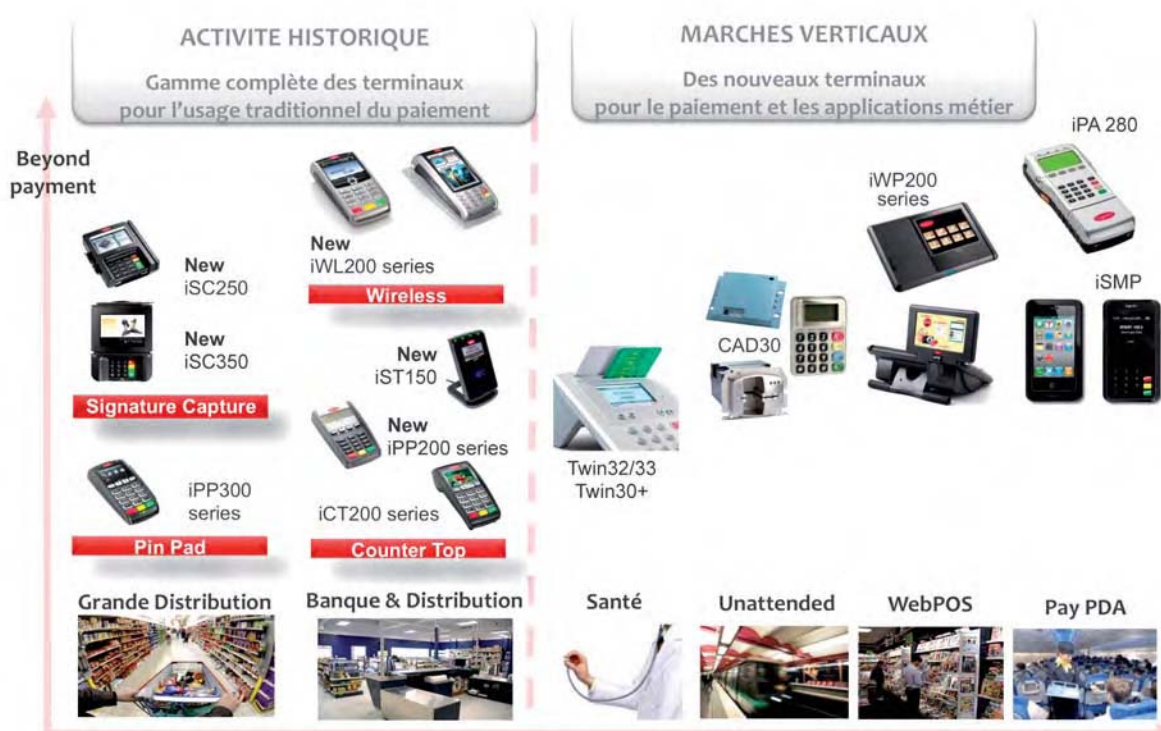 ACTIVITE HISTORIQUE
Gamme complète des terminaux
pour l'usage traditionnel du paiement
MARCHES VERTICAUX
Des nouveaux terminaux
pour le paiement et les applications métier
Beyond
payment
New
iSC250
New
iSC350
Signature Capture
iPP300
series
Pin Pad
Grande Distribution
New
iWL200 series
Wireless
New
iST150
New
iPP200 series
iCT200 series
Counter Top
Banque & Distribution
Twin32/33
Twin30+
Santé
CAD30
Unattended
iWP200
series
WebPOS
iPA 280
iSMP
Pay PDA